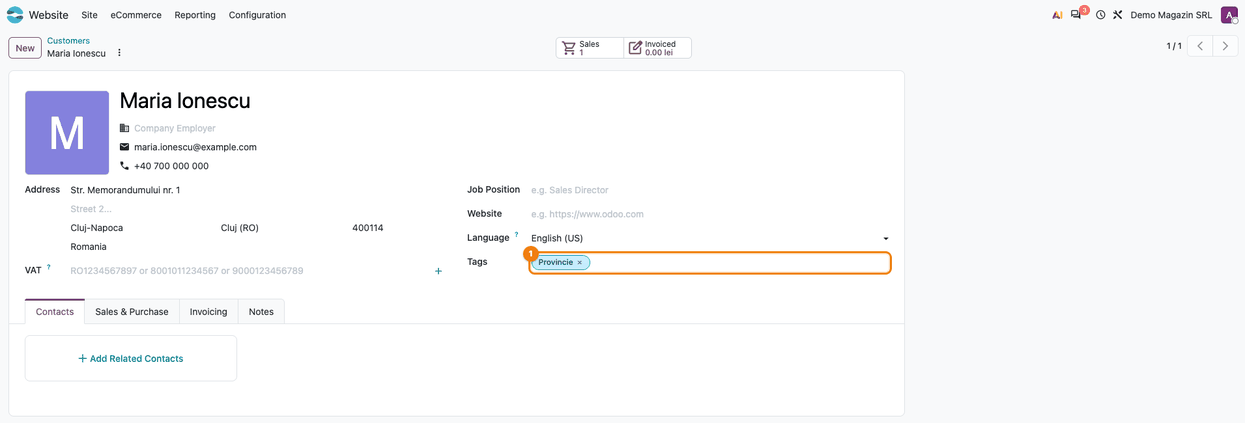 Website Site eCommerce Reporting Configuration AI 3 Demo Magazin SRL A
New Customers Sales Invoiced
Maria Ionescu 1 0.00 lei 1 / 1
M Maria Ionescu
Company Employer
maria.ionescu@example.com
+40 700 000 000
Address Str. Memorandumului nr. 1 Job Position e.g. Sales Director
Street 2... Website e.g. https://www.odoo.com
Cluj-Napoca Cluj (RO) 400114
Language ? English (US)
Romania
1
Tags Provincie ×
VAT ? RO1234567897 or 8001011234567 or 9000123456789 +
Contacts Sales & Purchase Invoicing Notes
+ Add Related Contacts